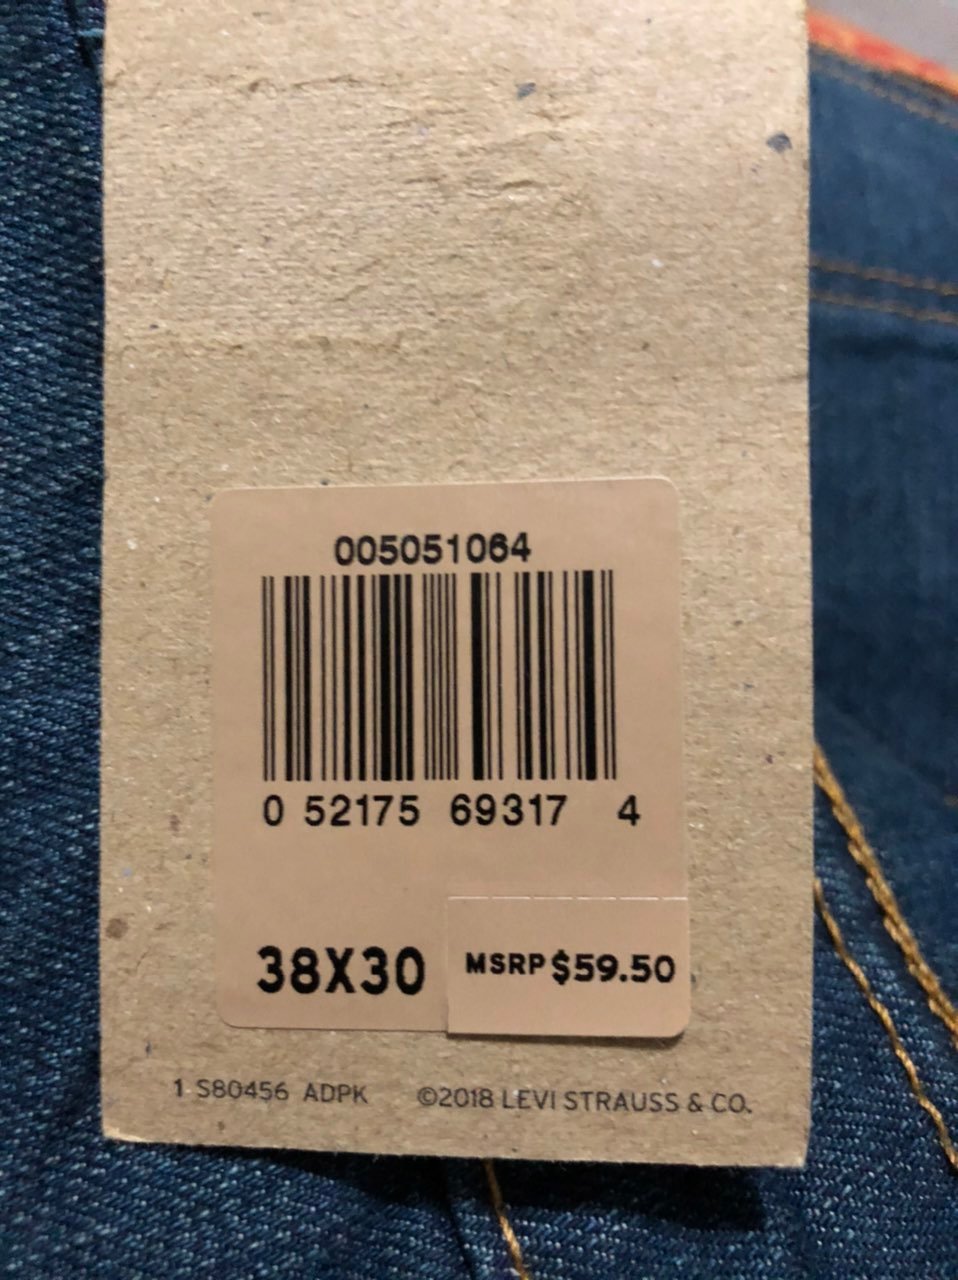 005051064
0 52175 69317 4
38X30 MSRP $59.50
1 S80456 ADPK ©2018 LEVI STRAUSS & CO.